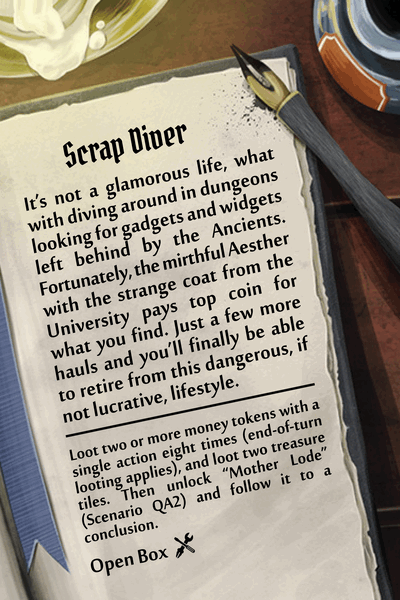 Scrap Diver
It's not a glamorous life, what
with diving around in dungeons
looking for gadgets and widgets
left behind by the Ancients.
Fortunately, the mirthful Aesther
with the strange coat from the
University pays top coin for
what you find. Just a few more
hauls and you'll finally be able
to retire from this dangerous, if
not lucrative, lifestyle.
Loot two or more money tokens with a
single action eight times (end-of-turn
looting applies), and loot two treasure
tiles. Then unlock "Mother Lode"
(Scenario QA2) and follow it to a
conclusion.
Open Box